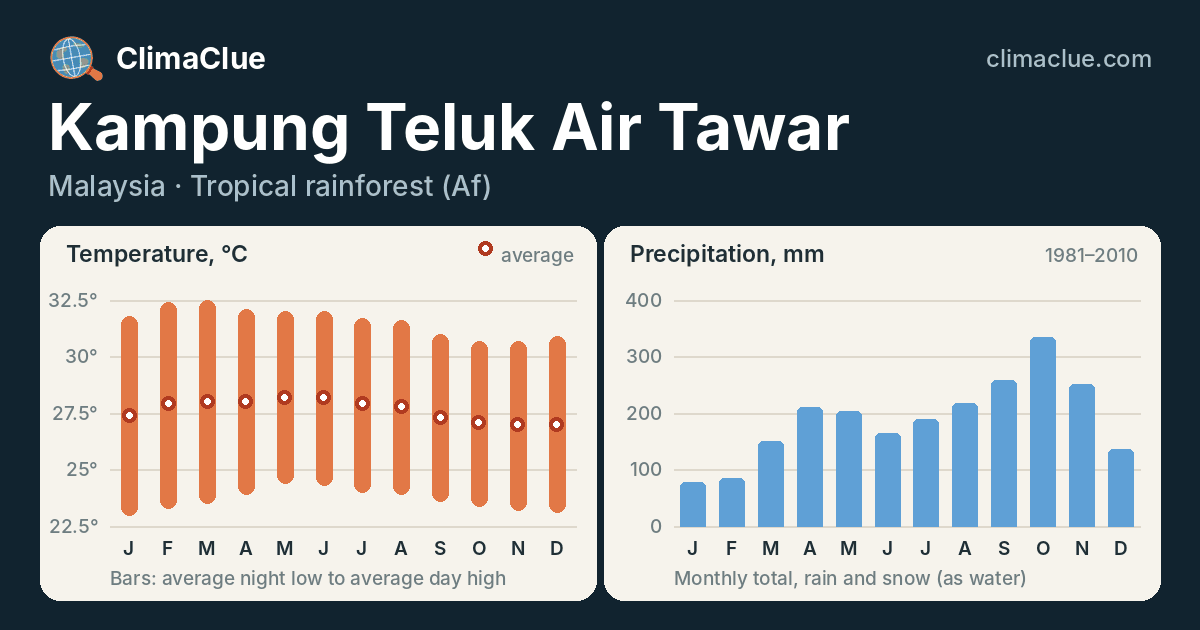 ClimaClue
climaclue.com
Kampung Teluk Air Tawar
Malaysia · Tropical rainforest (Af)
Temperature, °C
average
32.5°
30°
27.5°
25°
22.5°
J F M A M J J A S O N D
Bars: average night low to average day high
Precipitation, mm
1981–2010
400
300
200
100
0
J F M A M J J A S O N D
Monthly total, rain and snow (as water)